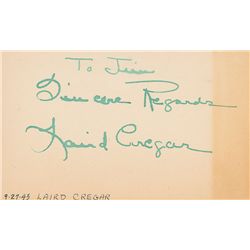 To Jim
Sincere Regards
Laird Cregar
9-27-43 LAIRD CREGAR